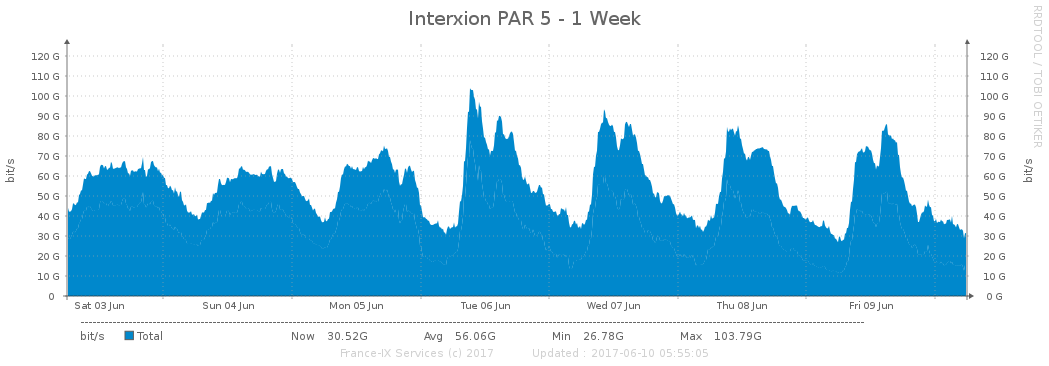 Interxion PAR 5 - 1 Week
RRDTOOL / TOBI OETIKER
120 G 120 G
110 G 110 G
100 G 100 G
90 G 90 G
80 G 80 G
70 G 70 G
60 G 60 G
50 G 50 G
40 G 40 G
30 G 30 G
20 G 20 G
10 G 10 G
0 0 G
bit/s
bit/s
Sat 03 Jun Sun 04 Jun Mon 05 Jun Tue 06 Jun Wed 07 Jun Thu 08 Jun Fri 09 Jun
bit/s Total Now 30.52G Avg 56.06G Min 26.78G Max 103.79G
France-IX Services (c) 2017 Updated : 2017-06-10 05:55:05